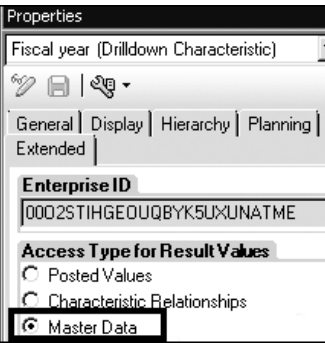 Properties
Fiscal year (Drilldown Characteristic)
General Display Hierarchy Planning
Extended
Enterprise ID
0002STIHGEOUQBYK5UXUNATME
Access Type for Result Values
Posted Values
Characteristic Relationships
Master Data